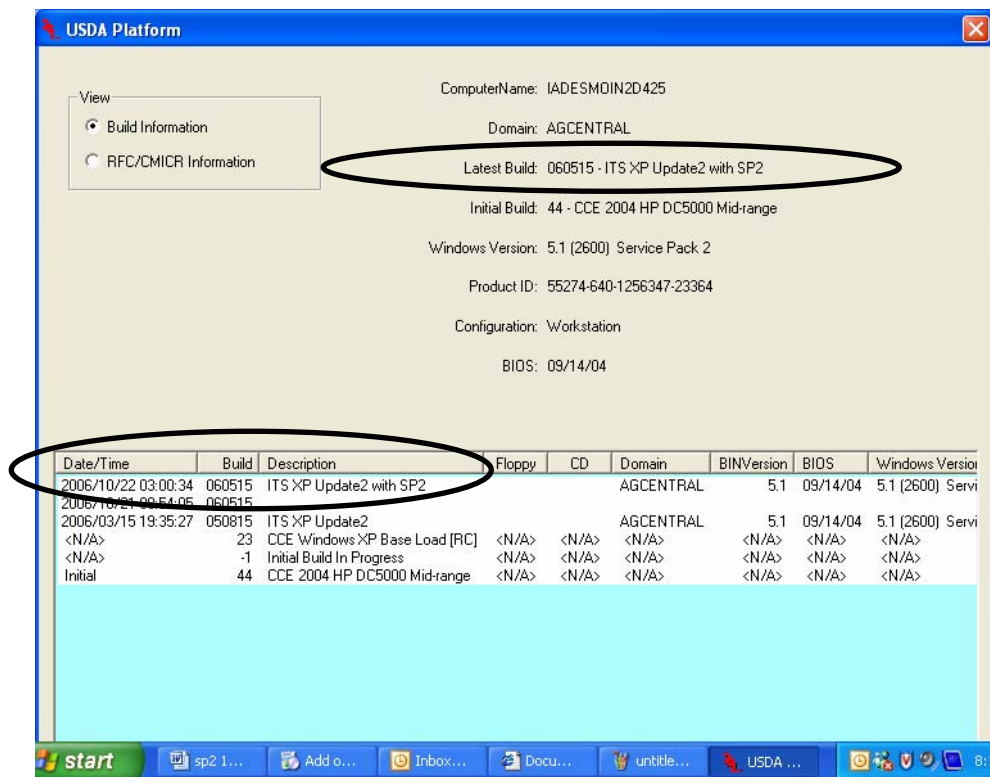 USDA Platform
View
Build Information
RFC/CMICR Information
ComputerName: IADESMOIN2D425
Domain: AGCENTRAL
Latest Build: 060515 - ITS XP Update2 with SP2
Initial Build: 44 - CCE 2004 HP DC5000 Mid-range
Windows Version: 5.1 (2600) Service Pack 2
Product ID: 55274-640-1256347-23364
Configuration: Workstation
BIOS: 09/14/04
Date/Time Build Description Floppy CD Domain BINVersion BIOS Windows Version
2006/10/22 03:00:34 060515 ITS XP Update2 with SP2 AGCENTRAL 5.1 09/14/04 5.1 (2600) Servi
060515
2006/03/15 19:35:27 050815 ITS XP Update2 AGCENTRAL 5.1 09/14/04 5.1 (2600) Servi
<N/A> 23 CCE Windows XP Base Load [RC] <N/A> <N/A> <N/A> <N/A> <N/A> <N/A>
<N/A> -1 Initial Build In Progress <N/A> <N/A> <N/A> <N/A> <N/A> <N/A>
Initial 44 CCE 2004 HP DC5000 Mid-range <N/A> <N/A> <N/A> <N/A> <N/A> <N/A>
start sp2 1... Add o... Inbox... Docu... untitle... USDA ... 8: